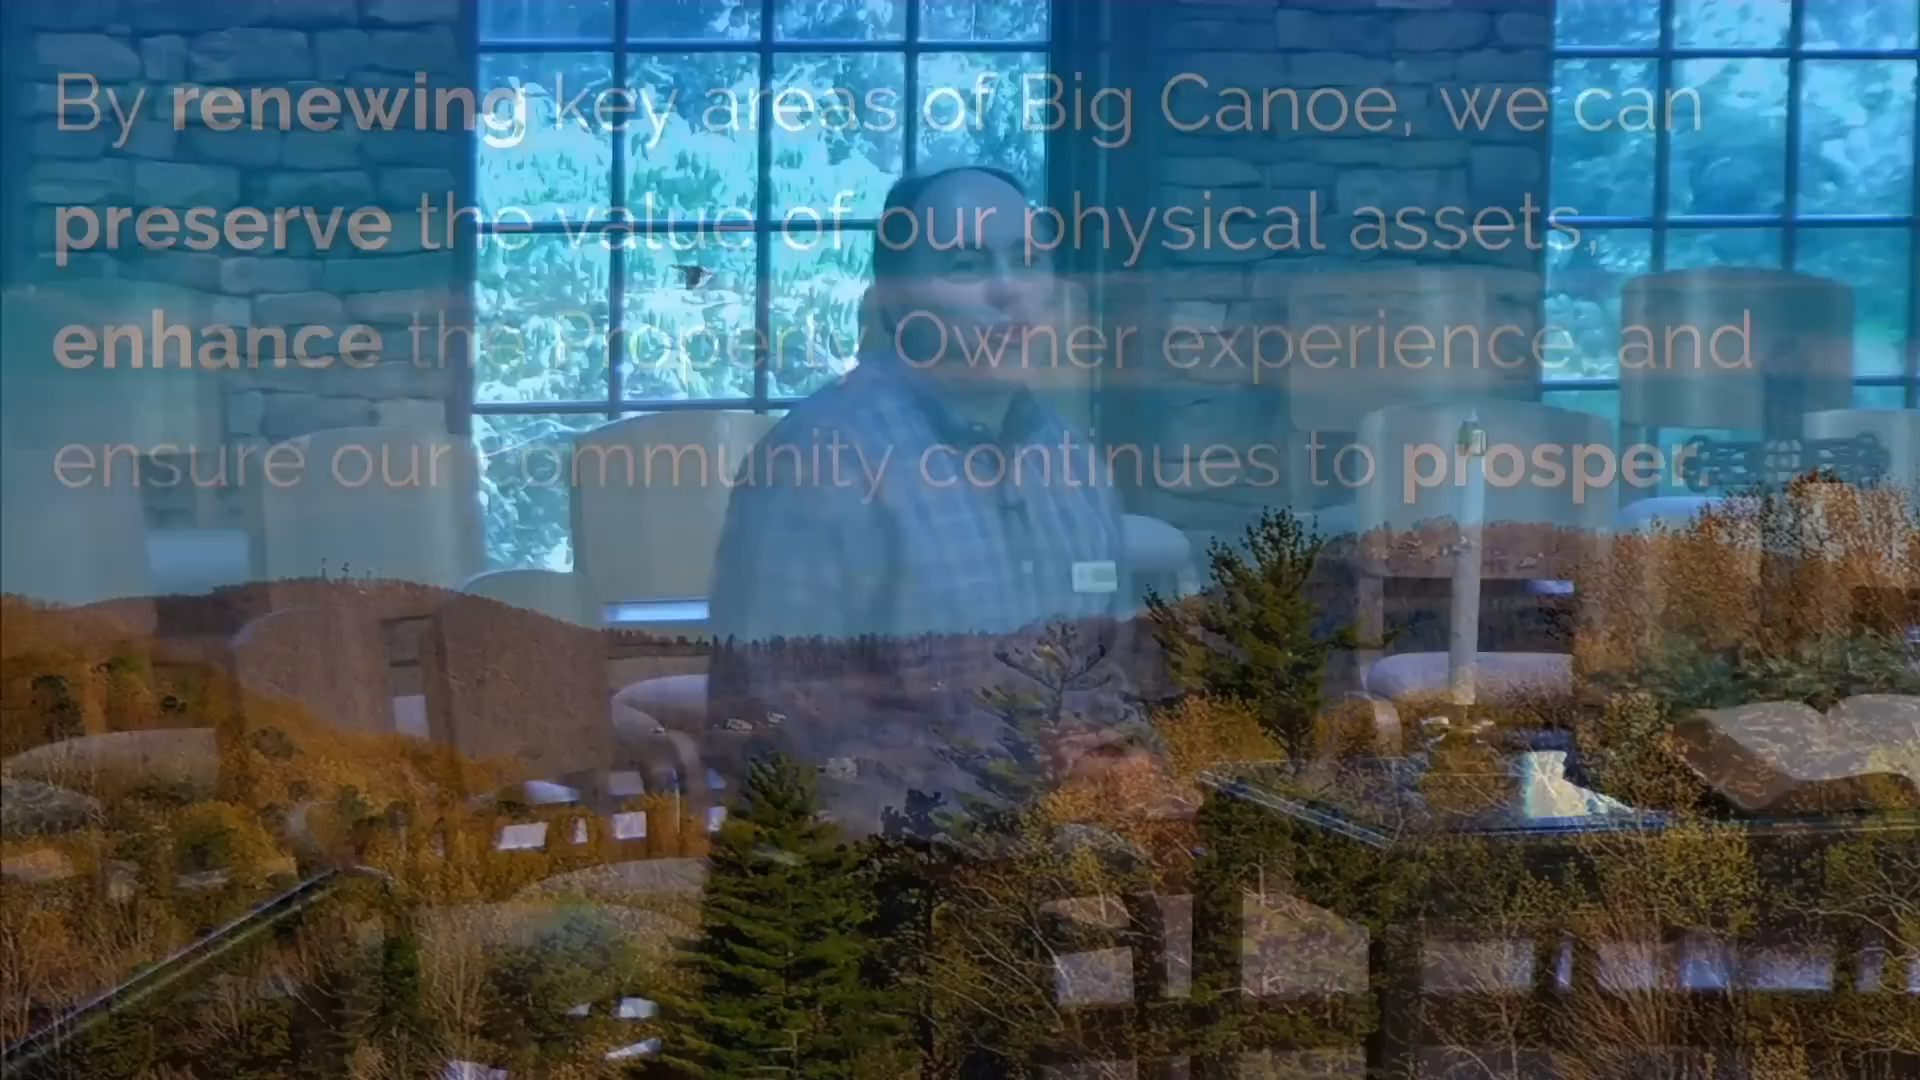 By renewing key areas of Big Canoe, we can
preserve the value of our physical assets,
enhance the Property Owner experience, and
ensure our community continues to prosper.